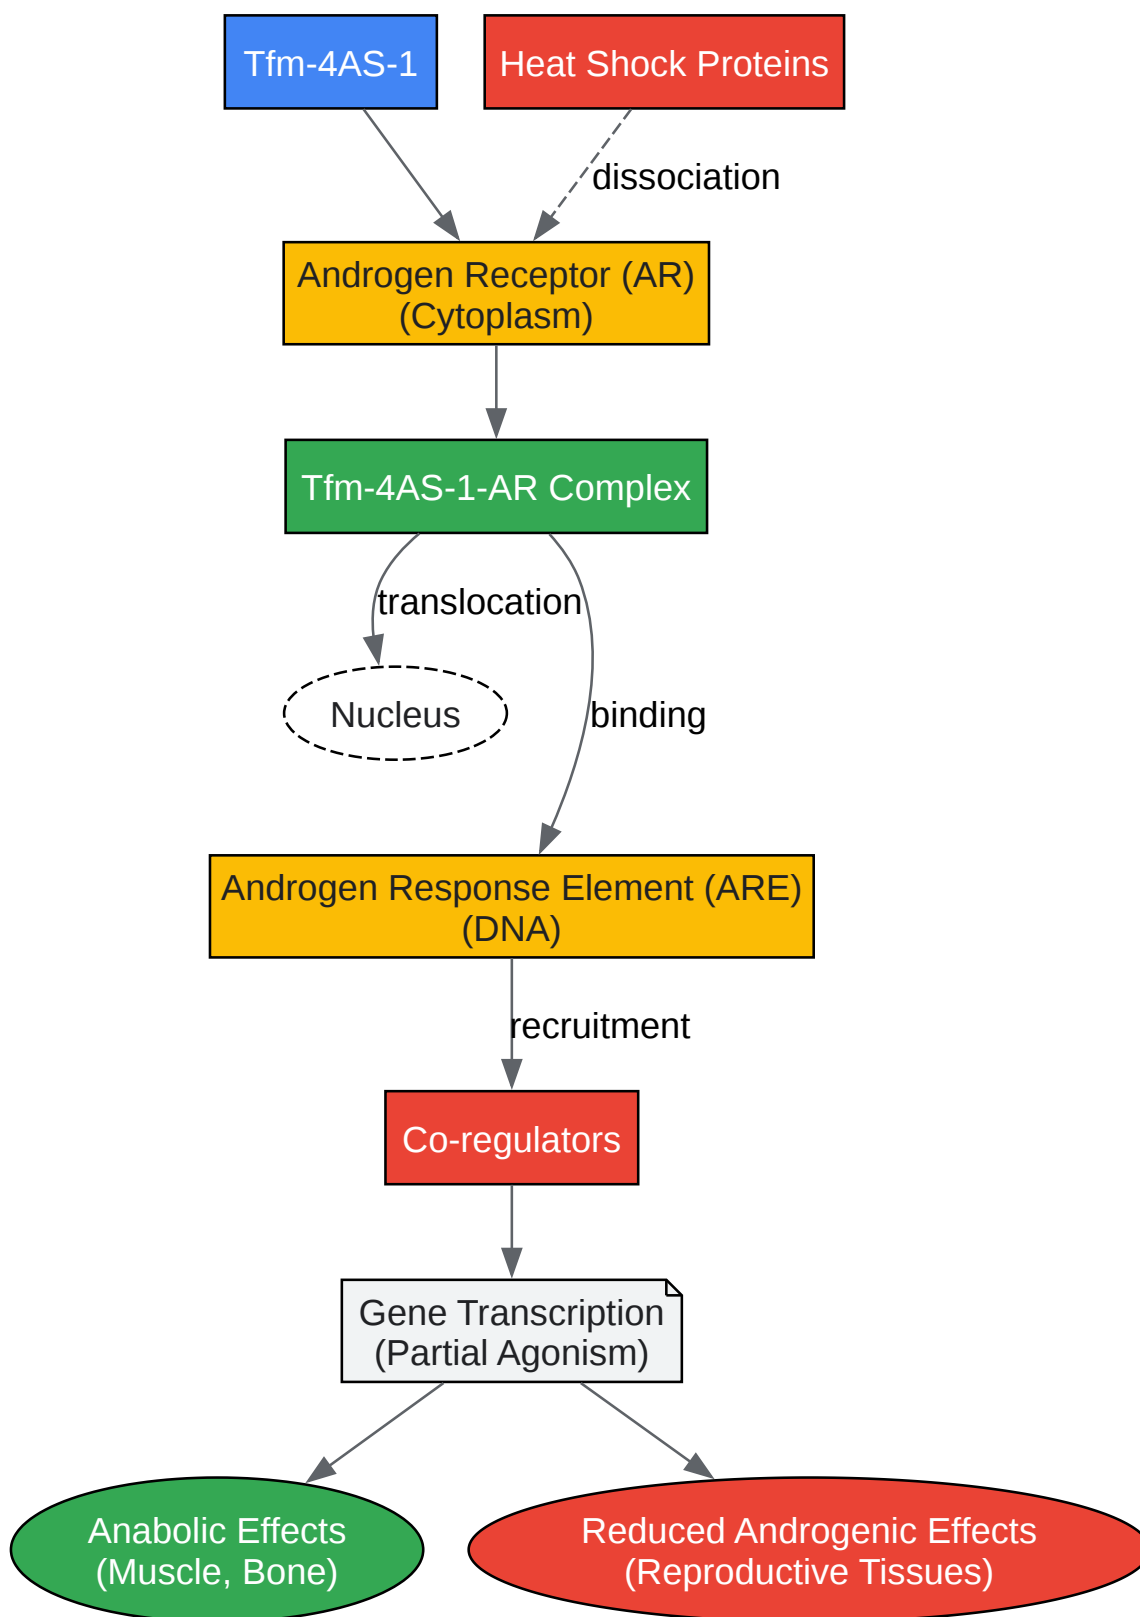 Tfm-4AS-1
Heat Shock Proteins
dissociation
Androgen Receptor (AR)
(Cytoplasm)
Tfm-4AS-1-AR Complex
translocation
Nucleus
binding
Androgen Response Element (ARE)
(DNA)
recruitment
Co-regulators
Gene Transcription
(Partial Agonism)
Anabolic Effects
(Muscle, Bone)
Reduced Androgenic Effects
(Reproductive Tissues)